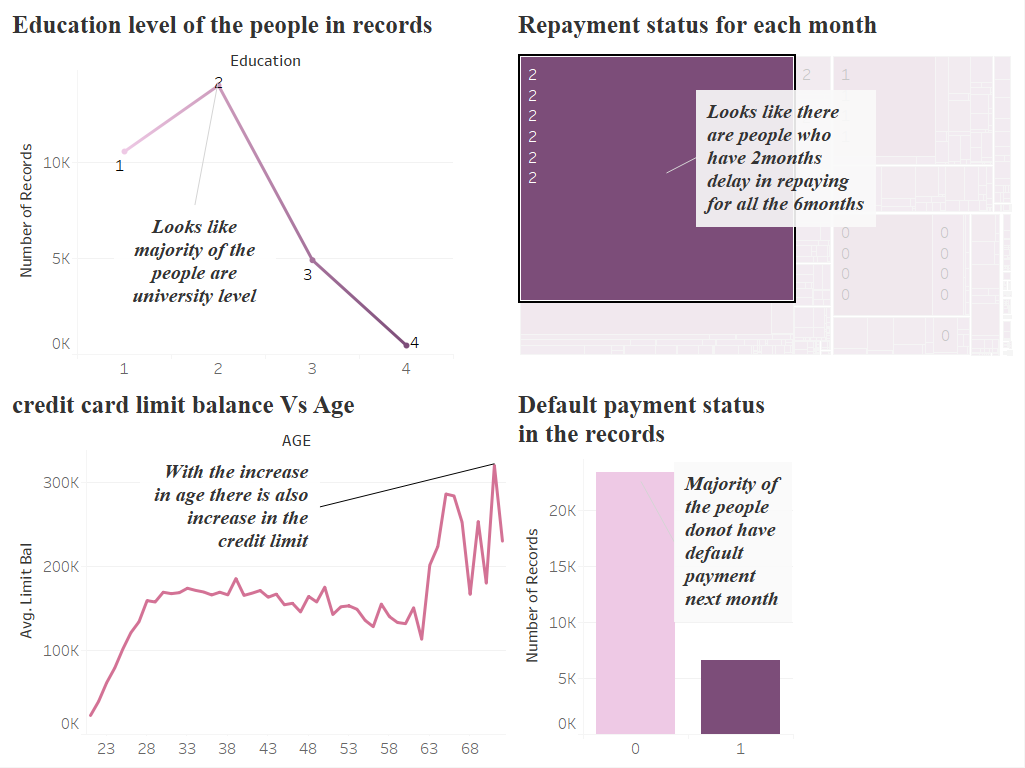 Education level of the people in records
Education
2
1
3
4
10K
5K
0K
Number of Records
Looks like
majority of the
people are
university level
1 2 3 4
Repayment status for each month
2
2
2
2
2
2
2 1
Looks like there
are people who
have 2months
delay in repaying
for all the 6months
0 0
0 0
0 0
0 0
0
credit card limit balance Vs Age
AGE
With the increase
in age there is also
increase in the
credit limit
300K
200K
100K
0K
Avg. Limit Bal
23 28 33 38 43 48 53 58 63 68
Default payment status
in the records
Majority of
the people
donot have
default
payment
next month
20K
15K
10K
5K
0K
Number of Records
0 1